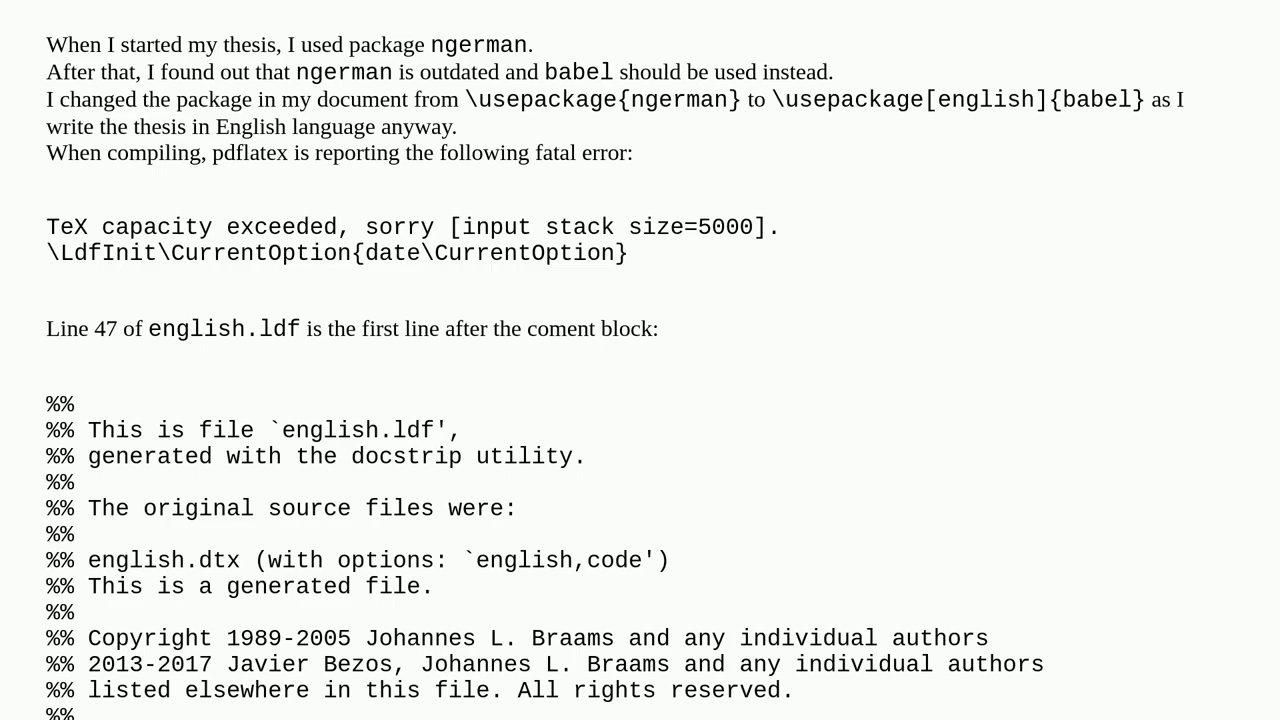 When I started my thesis, I used package ngerman.
After that, I found out that ngerman is outdated and babel should be used instead.
I changed the package in my document from \usepackage{ngerman} to \usepackage[english]{babel} as I
write the thesis in English language anyway.
When compiling, pdflatex is reporting the following fatal error:
TeX capacity exceeded, sorry [input stack size=5000].
\LdfInit\CurrentOption{date\CurrentOption}
Line 47 of english.ldf is the first line after the coment block:
%%
%% This is file `english.ldf',
%% generated with the docstrip utility.
%%
%% The original source files were:
%%
%% english.dtx (with options: `english,code')
%% This is a generated file.
%%
%% Copyright 1989-2005 Johannes L. Braams and any individual authors
%% 2013-2017 Javier Bezos, Johannes L. Braams and any individual authors
%% listed elsewhere in this file. All rights reserved.
%%